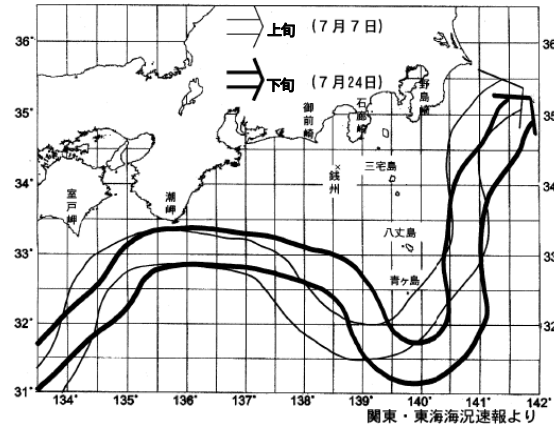 上旬 (7月7日)
下旬 (7月24日)
36°
35°
34°
33°
32°
31°
36°
35
34
33
32
31°
134°
135°
136°
137°
138°
139°
140°
141°
142°
室戸岬
潮岬
御前崎
石廊崎
野島崎
銭州
三宅島
八丈島
青ヶ島
関東・東海海況速報より